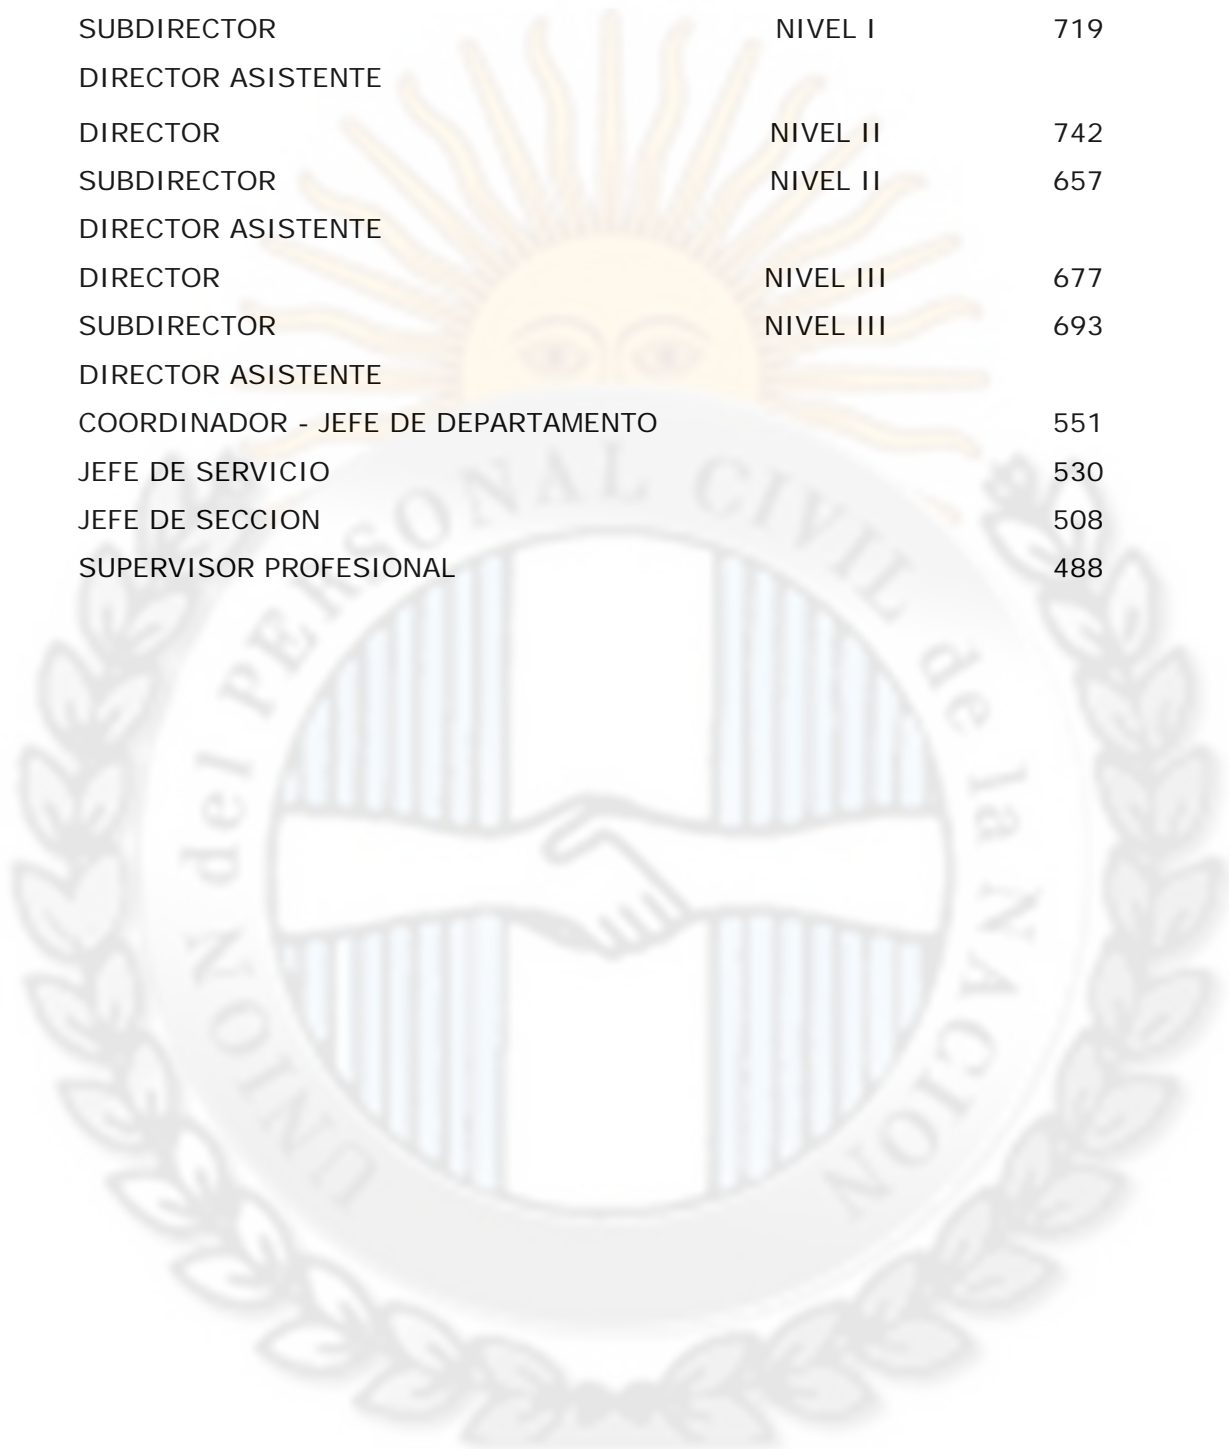 SUBDIRECTOR NIVEL I 719
DIRECTOR ASISTENTE
DIRECTOR NIVEL II 742
SUBDIRECTOR NIVEL II 657
DIRECTOR ASISTENTE
DIRECTOR NIVEL III 677
SUBDIRECTOR NIVEL III 693
DIRECTOR ASISTENTE
COORDINADOR - JEFE DE DEPARTAMENTO 551
JEFE DE SERVICIO 530
JEFE DE SECCION 508
SUPERVISOR PROFESIONAL 488
UNION del PERSONAL CIVIL de la NACION